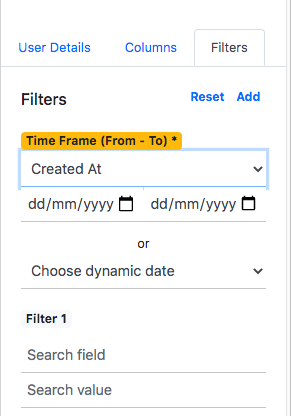 User Details Columns Filters
Filters Reset Add
Time Frame (From - To) *
Created At
dd/mm/yyyy dd/mm/yyyy
or
Choose dynamic date
Filter 1
Search field
Search value